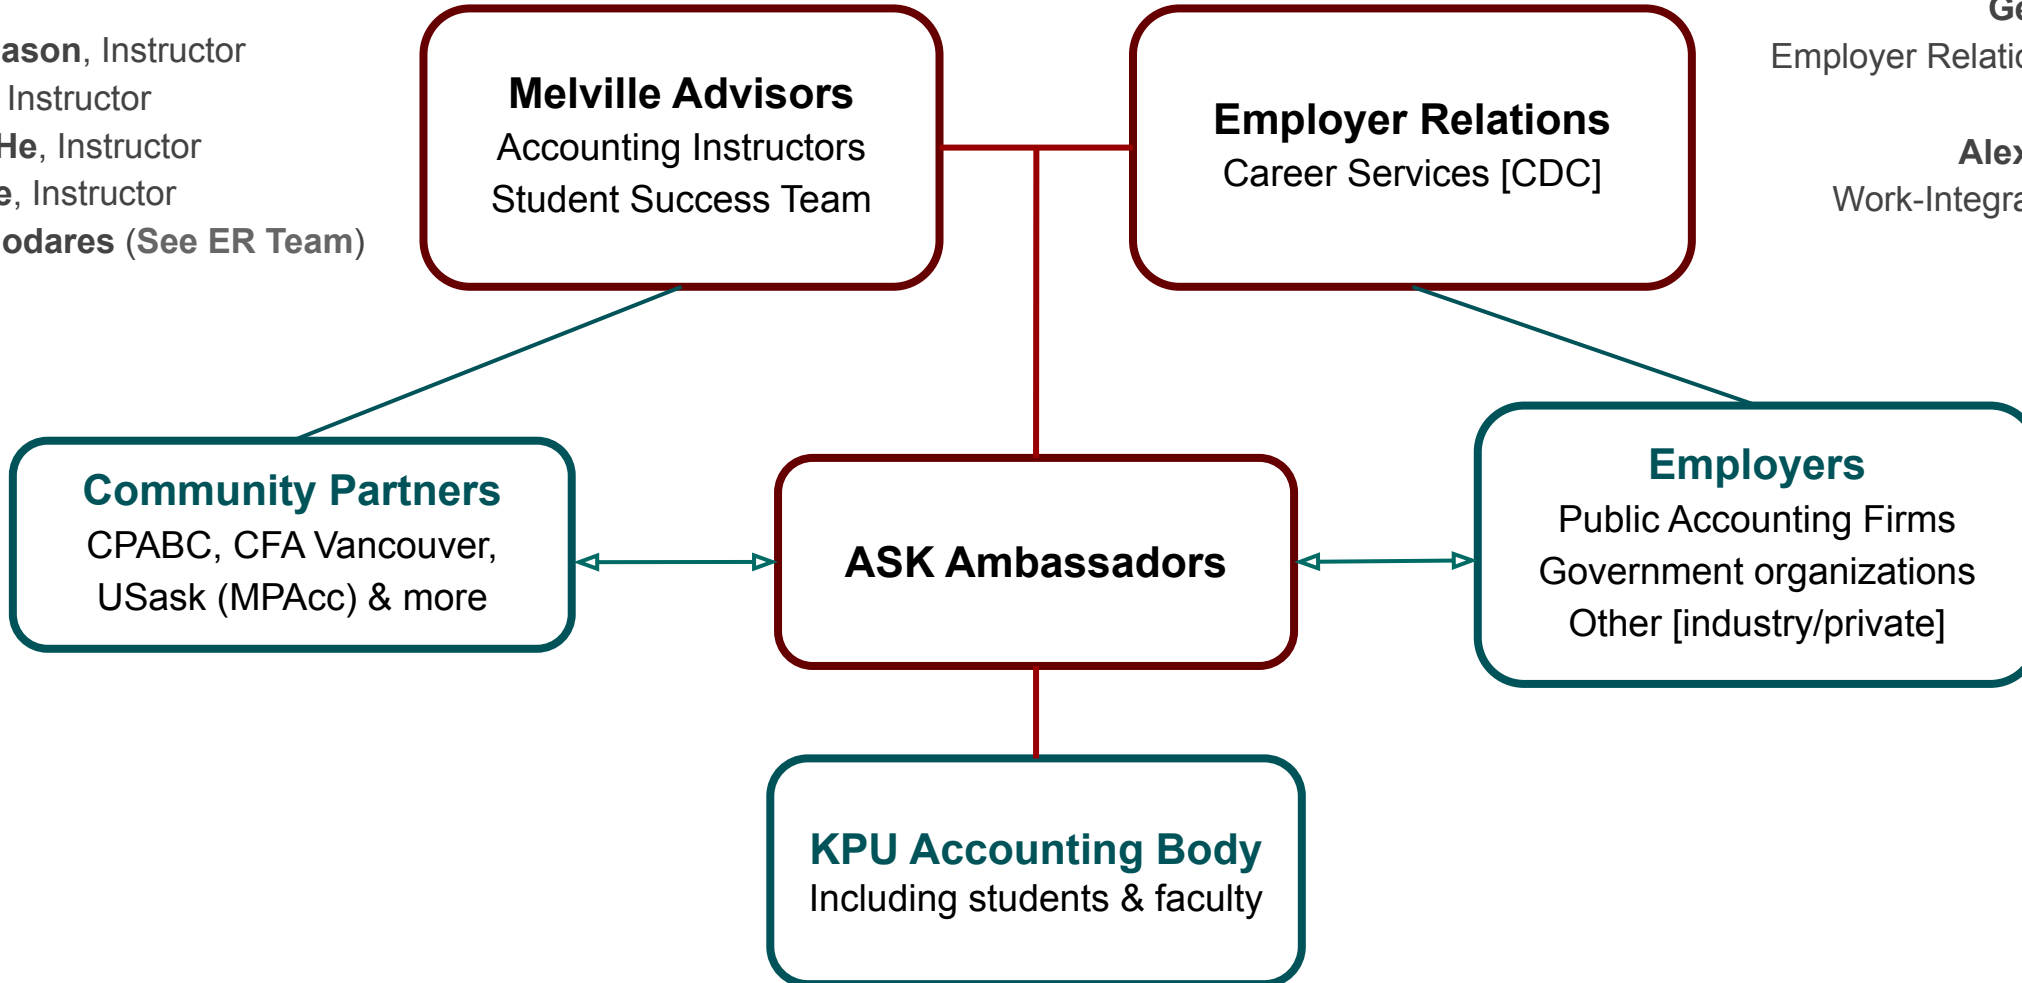 ason, Instructor
Instructor
He, Instructor
e, Instructor
odares (See ER Team)
Melville Advisors
Accounting Instructors
Student Success Team
Employer Relations
Career Services [CDC]
Ge
Employer Relatio
Alex
Work-Integra
Community Partners
CPABC, CFA Vancouver,
USask (MPAcc) & more
ASK Ambassadors
Employers
Public Accounting Firms
Government organizations
Other [industry/private]
KPU Accounting Body
Including students & faculty